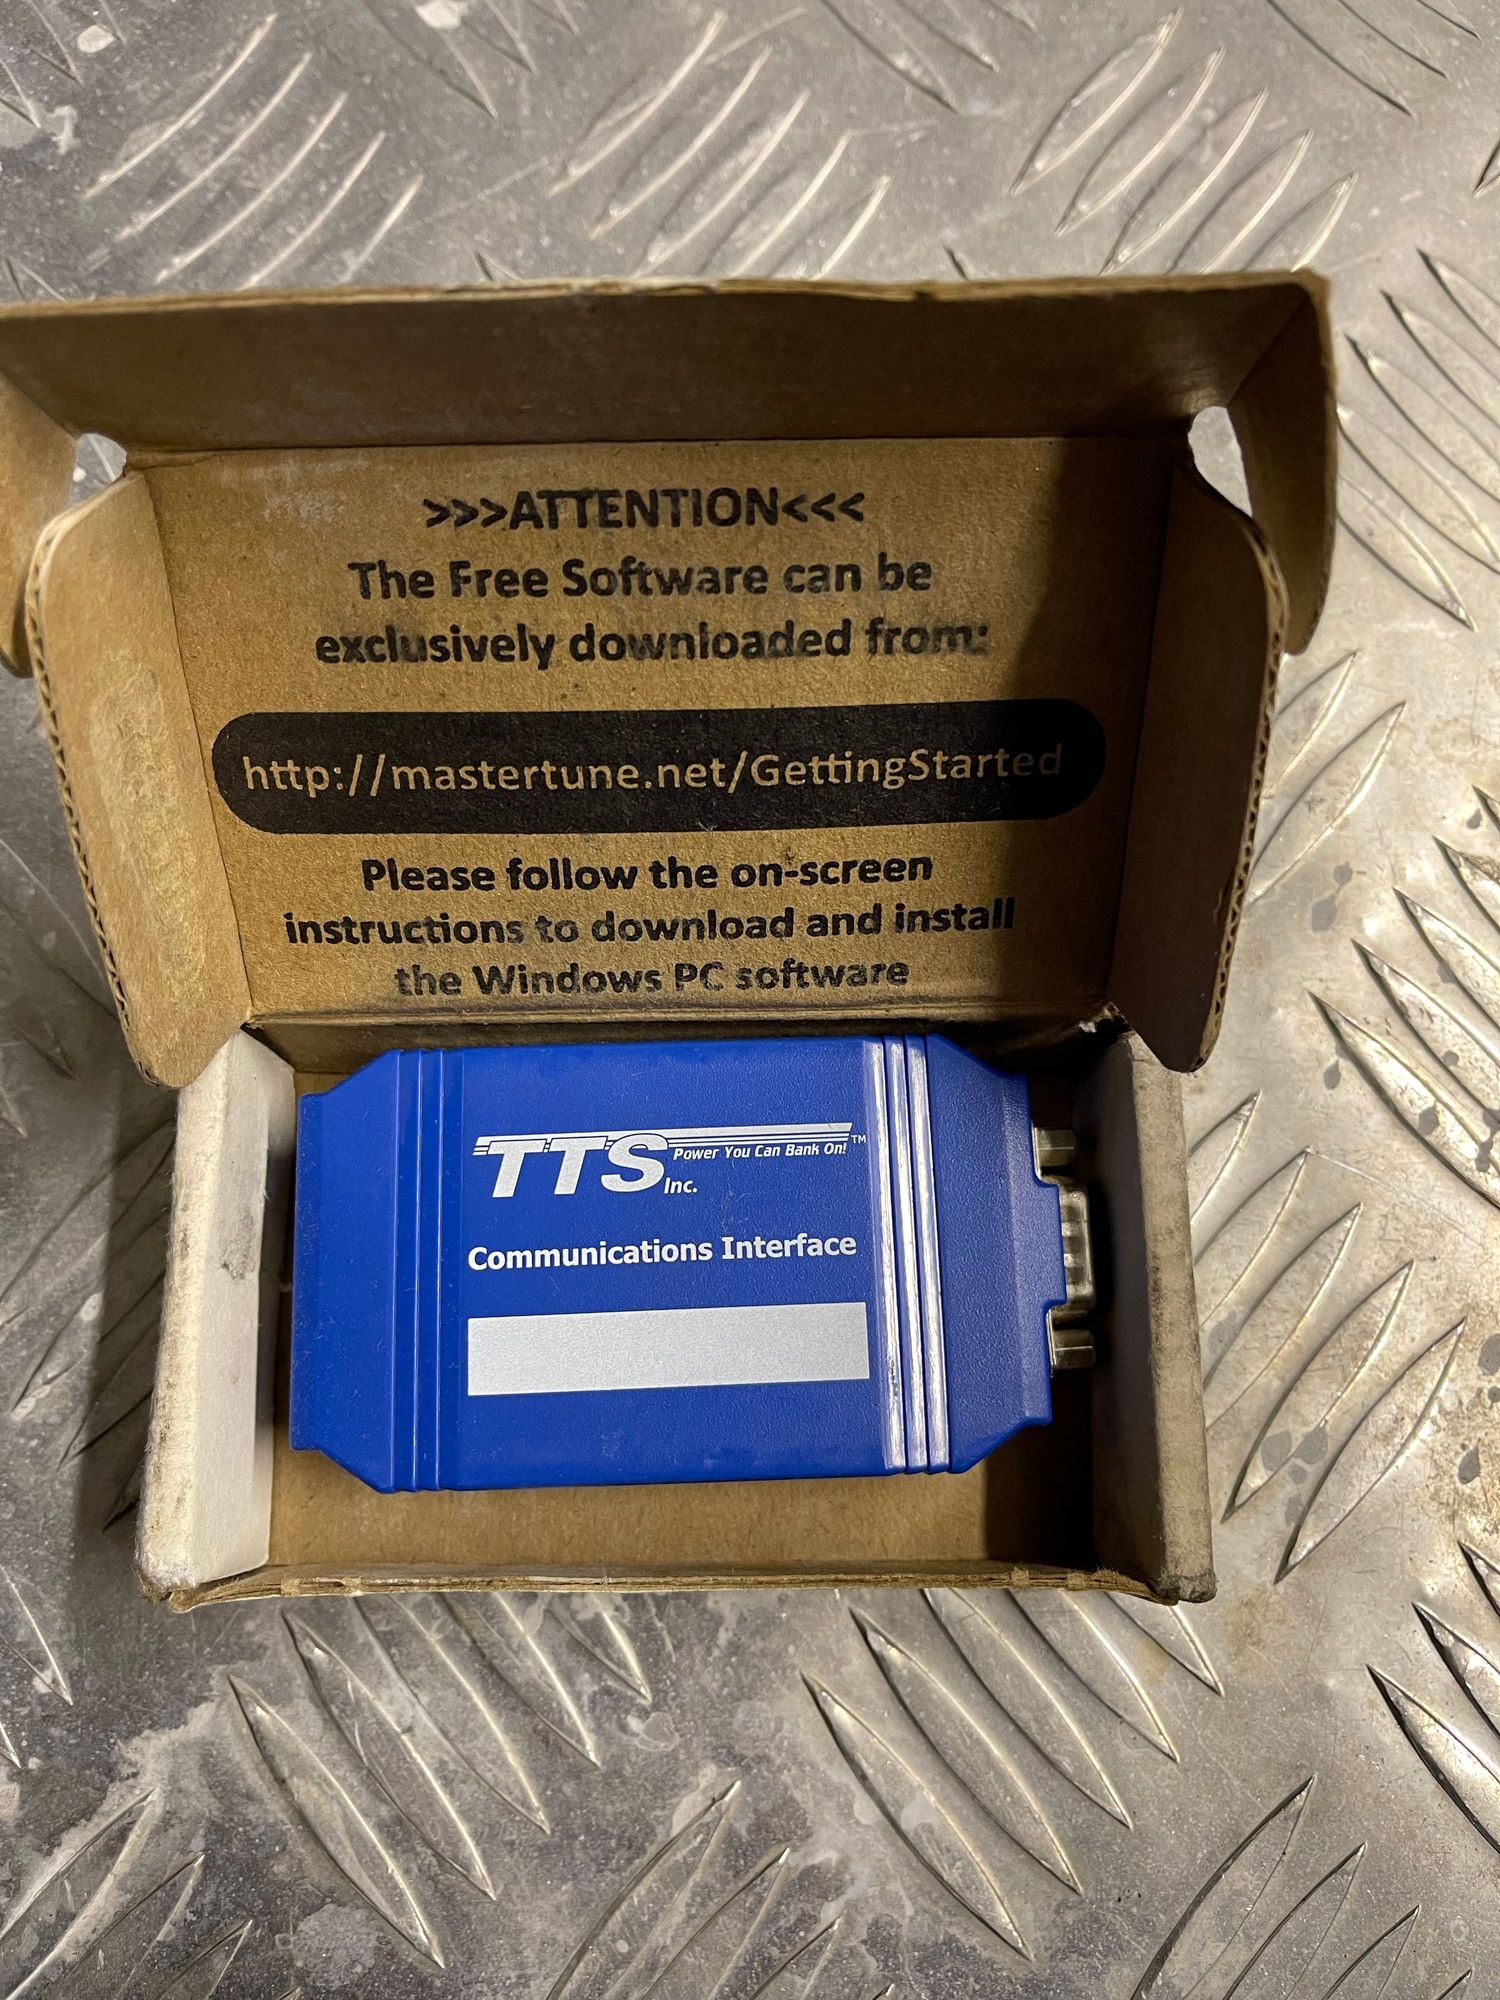 >>>ATTENTION<<<
The Free Software can be
exclusively downloaded from:
http://mastertune.net/GettingStarted
Please follow the on-screen
instructions to download and install
the Windows PC software
TTS Inc. Power You Can Bank On!™
Communications Interface